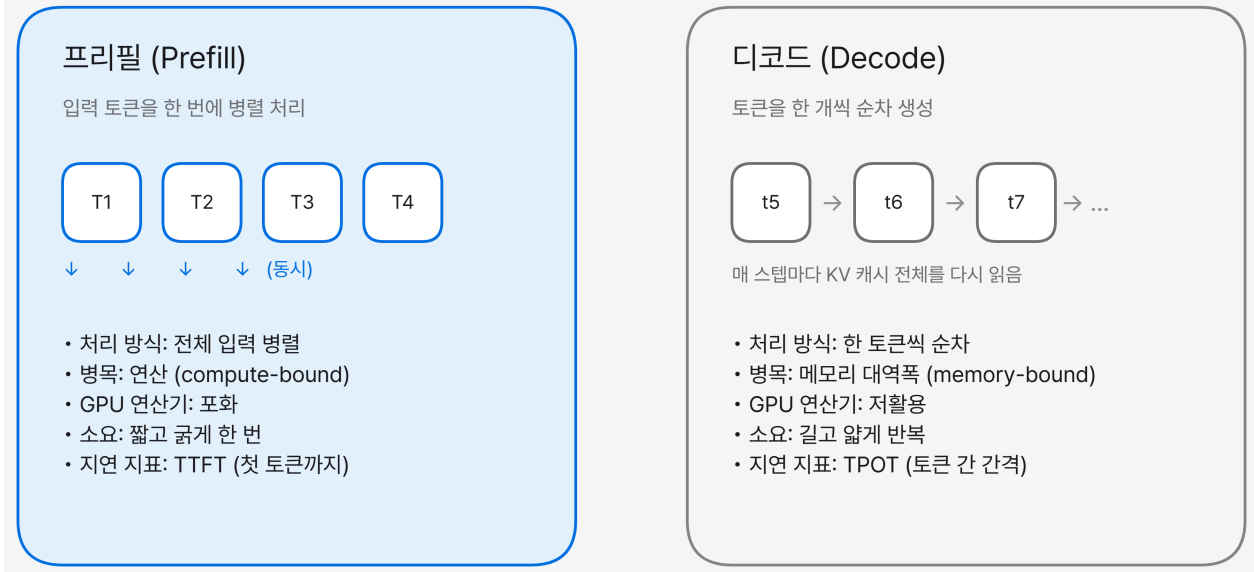 프리필 (Prefill)
입력 토큰을 한 번에 병렬 처리
T1 T2 T3 T4
↓ ↓ ↓ ↓ (동시)
• 처리 방식: 전체 입력 병렬
• 병목: 연산 (compute-bound)
• GPU 연산기: 포화
• 소요: 짧고 굵게 한 번
• 지연 지표: TTFT (첫 토큰까지)
디코드 (Decode)
토큰을 한 개씩 순차 생성
t5 → t6 → t7 → ...
매 스텝마다 KV 캐시 전체를 다시 읽음
• 처리 방식: 한 토큰씩 순차
• 병목: 메모리 대역폭 (memory-bound)
• GPU 연산기: 저활용
• 소요: 길고 얇게 반복
• 지연 지표: TPOT (토큰 간 간격)